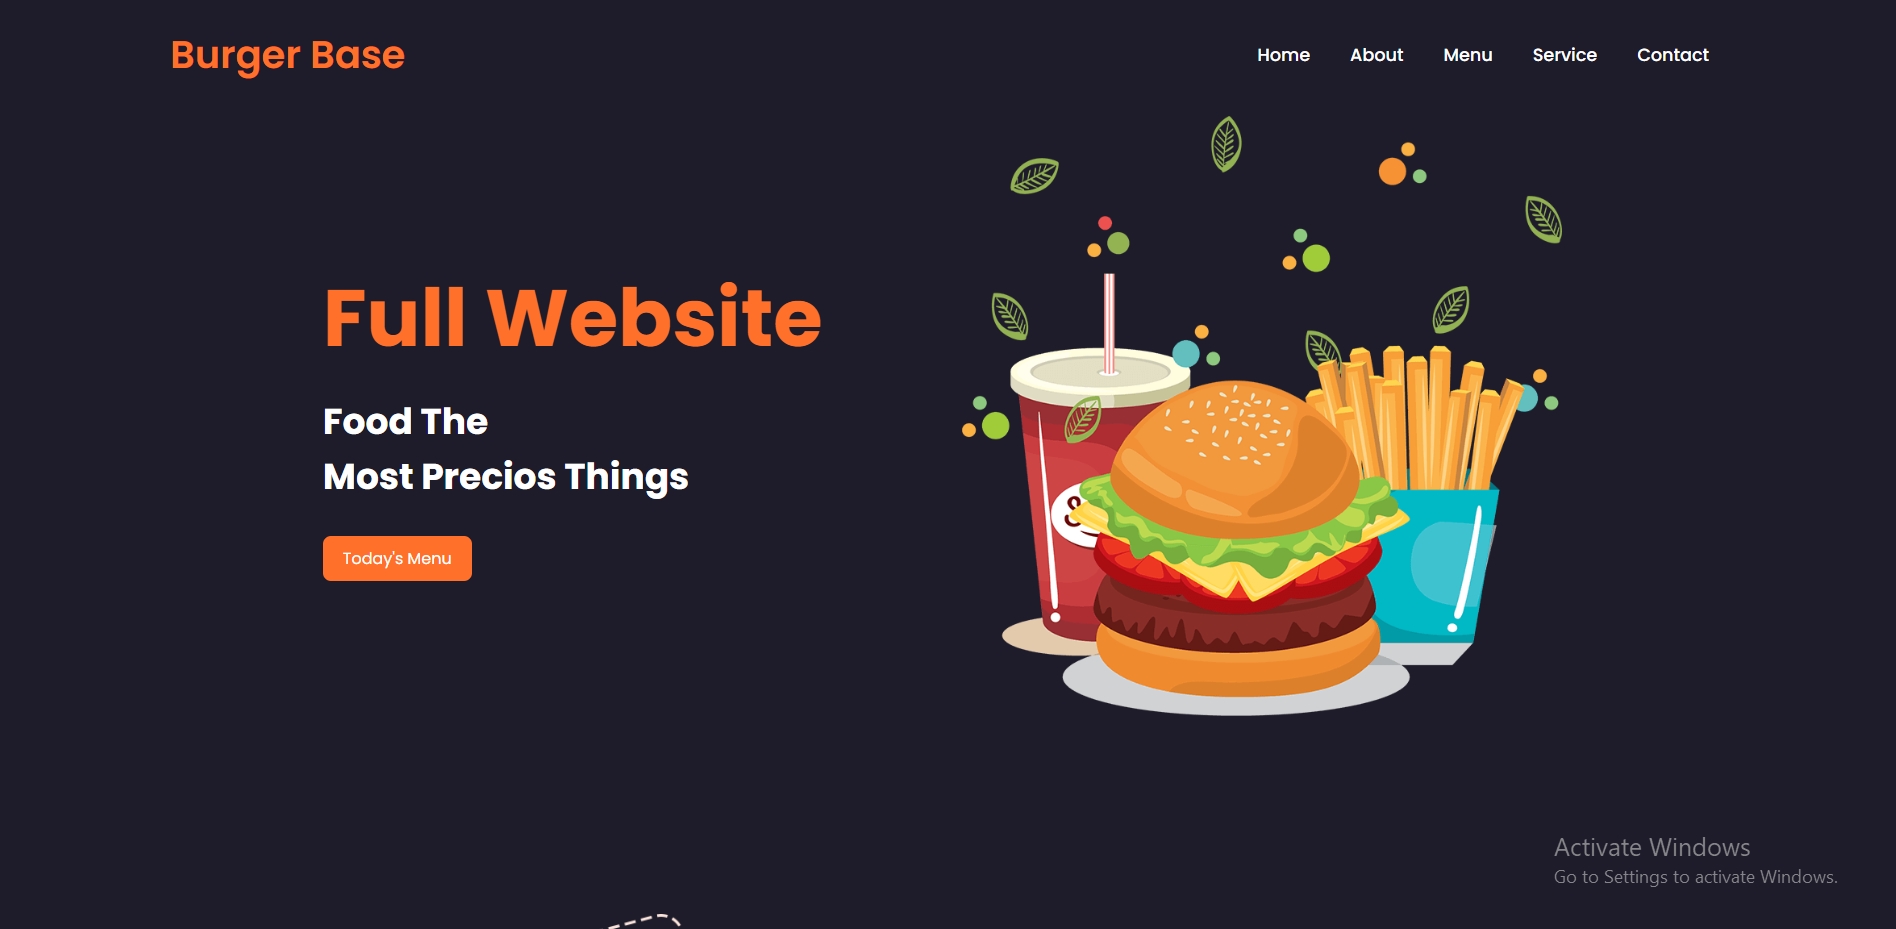 Burger Base
Home About Menu Service Contact
Full Website
Food The
Most Precios Things
Today's Menu
Activate Windows
Go to Settings to activate Windows.